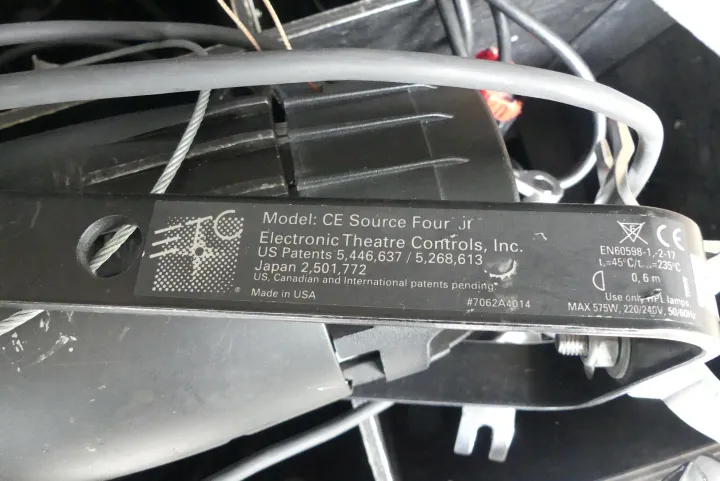 ETC
Model: CE Source Four jr
Electronic Theatre Controls, Inc.
US Patents 5,446,637 / 5,268,613
Japan 2,501,772
US, Canadian and International patents pending
Made in USA
#7062A4014
CE
EN60598-1,-2-17
=45°C/ =235°C
0, 6 m
Use only HPL lamps.
MAX 575W, 220/240V, 50/60Hz